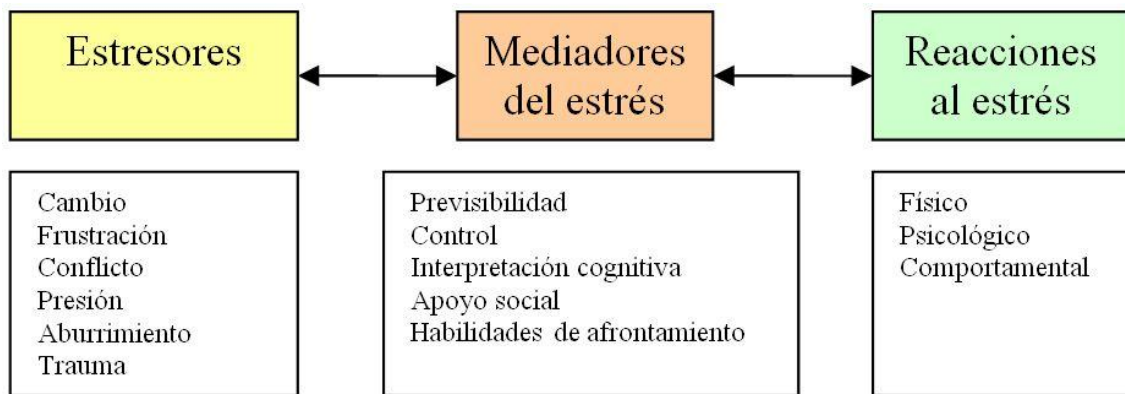 Estresores
Mediadores
del estrés
Reacciones
al estrés
Cambio
Frustración
Conflicto
Presión
Aburrimiento
Trauma
Previsibilidad
Control
Interpretación cognitiva
Apoyo social
Habilidades de afrontamiento
Físico
Psicológico
Comportamental